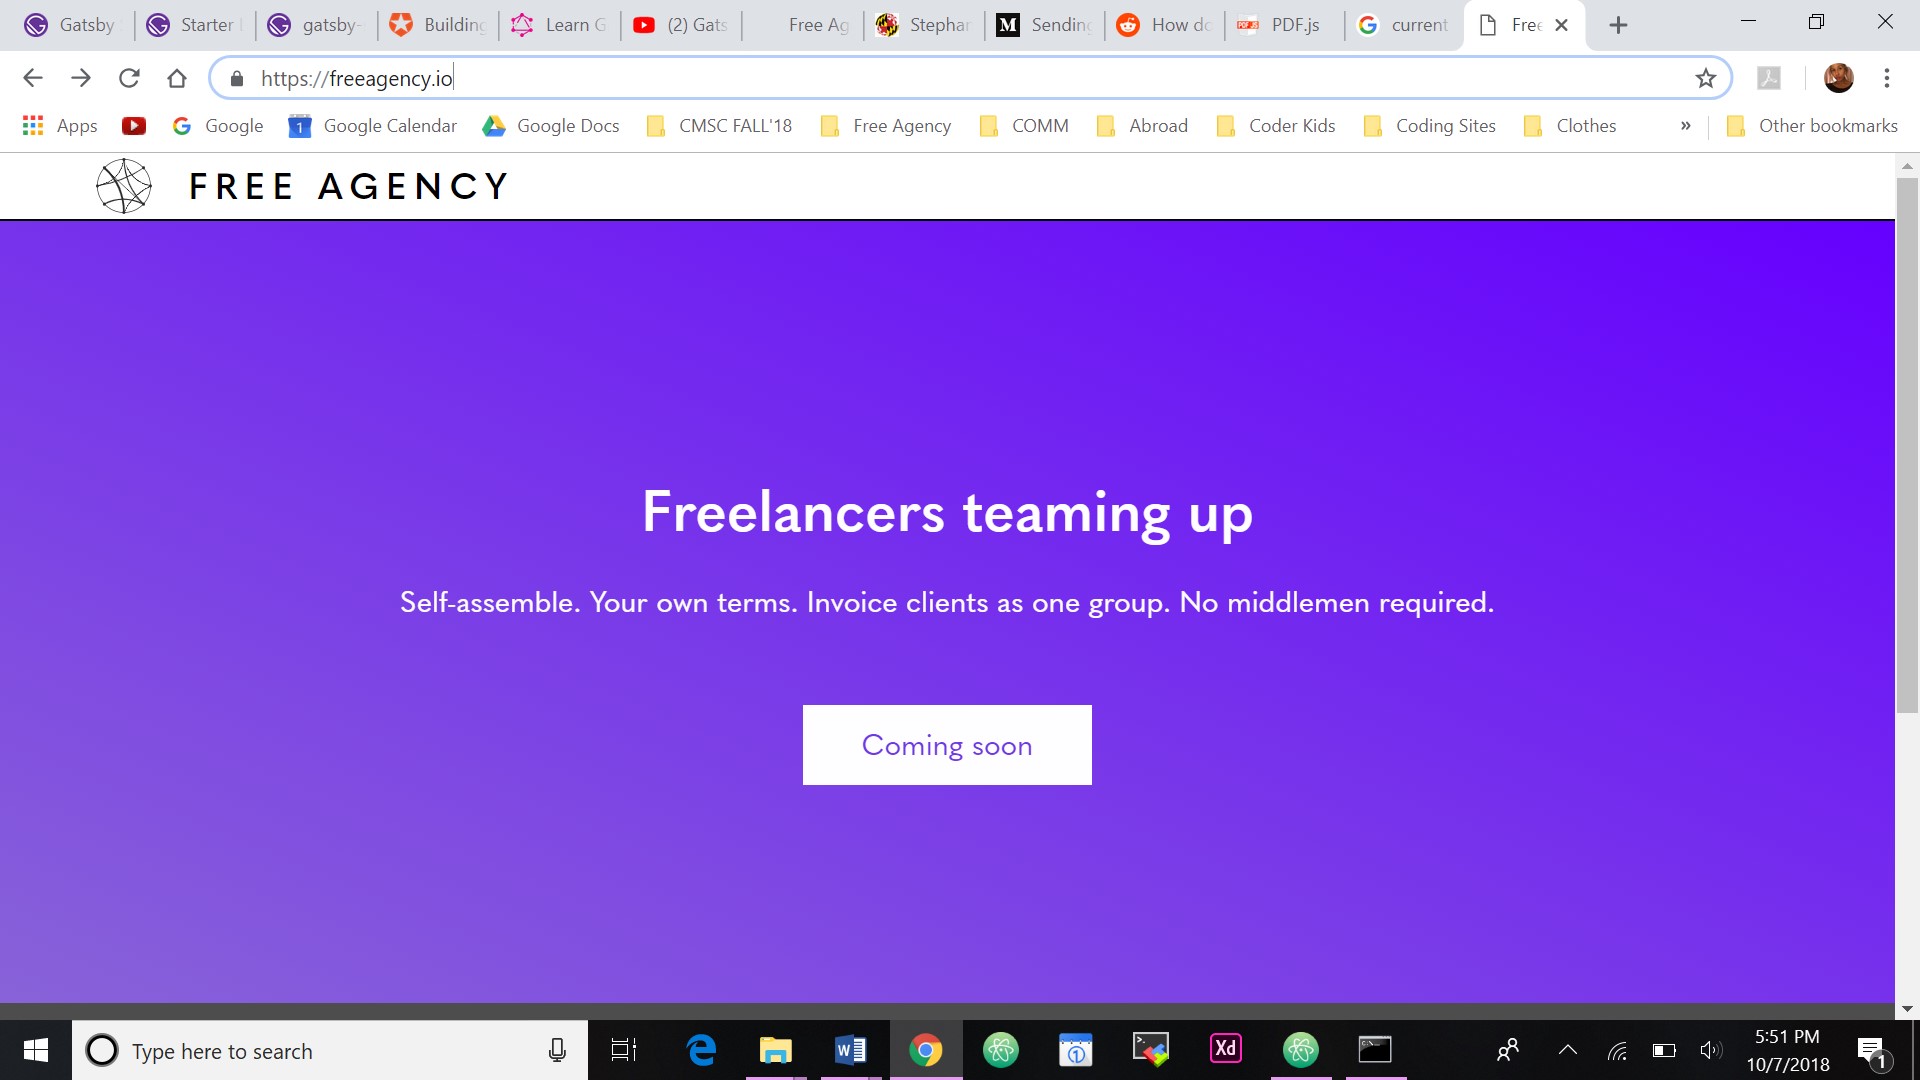 Gatsby
Starter
gatsby-
Building
Learn G
(2) Gats
Free Ag
Stephan
Sending
How do
PDF.js
current
Free
https://freeagency.io
Apps
Google
Google Calendar
Google Docs
CMSC FALL'18
Free Agency
COMM
Abroad
Coder Kids
Coding Sites
Clothes
»
Other bookmarks
FREE AGENCY
Freelancers teaming up
Self-assemble. Your own terms. Invoice clients as one group. No middlemen required.
Coming soon
Type here to search
5:51 PM
10/7/2018
1